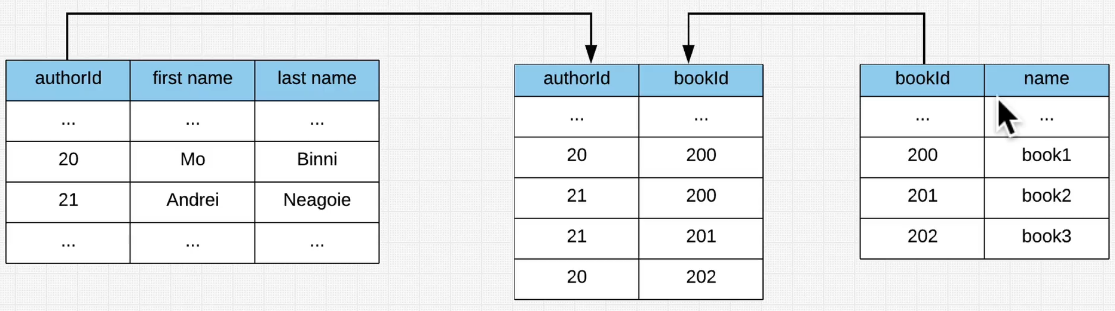 authorId first name last name
... ... ...
20 Mo Binni
21 Andrei Neagoie
... ... ...
authorId bookId
... ...
20 200
21 200
21 201
20 202
bookId name
... ...
200 book1
201 book2
202 book3